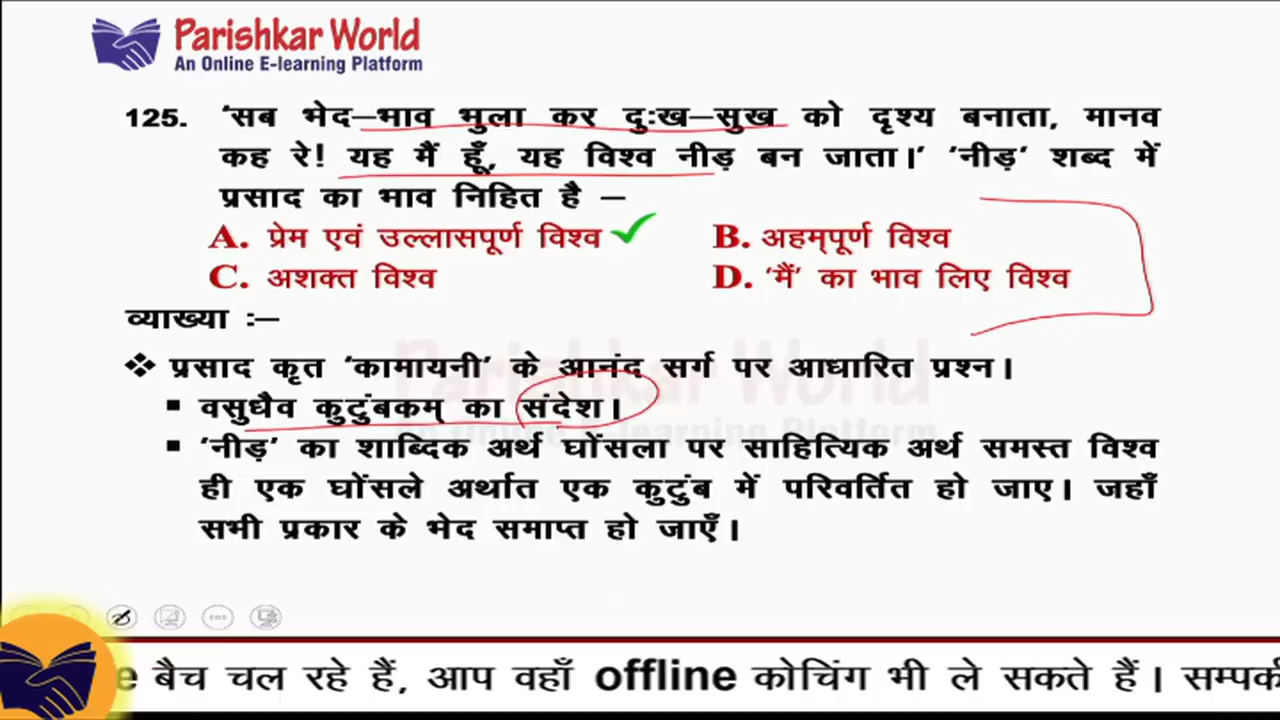 Parishkar World
An Online E-learning Platform
125. 'सब भेद–भाव भुला कर दुःख–सुख को दृश्य बनाता, मानव
कह रे! यह मैं हूँ, यह विश्व नीड़ बन जाता।' 'नीड़' शब्द में
प्रसाद का भाव निहित है –
A. प्रेम एवं उल्लासपूर्ण विश्व B. अहम्पूर्ण विश्व
C. अशक्त विश्व D. 'मैं' का भाव लिए विश्व
व्याख्या :–
❖ प्रसाद कृत 'कामायनी' के आनंद सर्ग पर आधारित प्रश्न।
▪ वसुधैव कुटुंबकम् का संदेश।
▪ 'नीड़' का शाब्दिक अर्थ घोंसला पर साहित्यिक अर्थ समस्त विश्व
ही एक घोंसले अर्थात एक कुटुंब में परिवर्तित हो जाए। जहाँ
सभी प्रकार के भेद समाप्त हो जाएँ।
e बैच चल रहे हैं, आप वहाँ offline कोचिंग भी ले सकते हैं। सम्पर्क